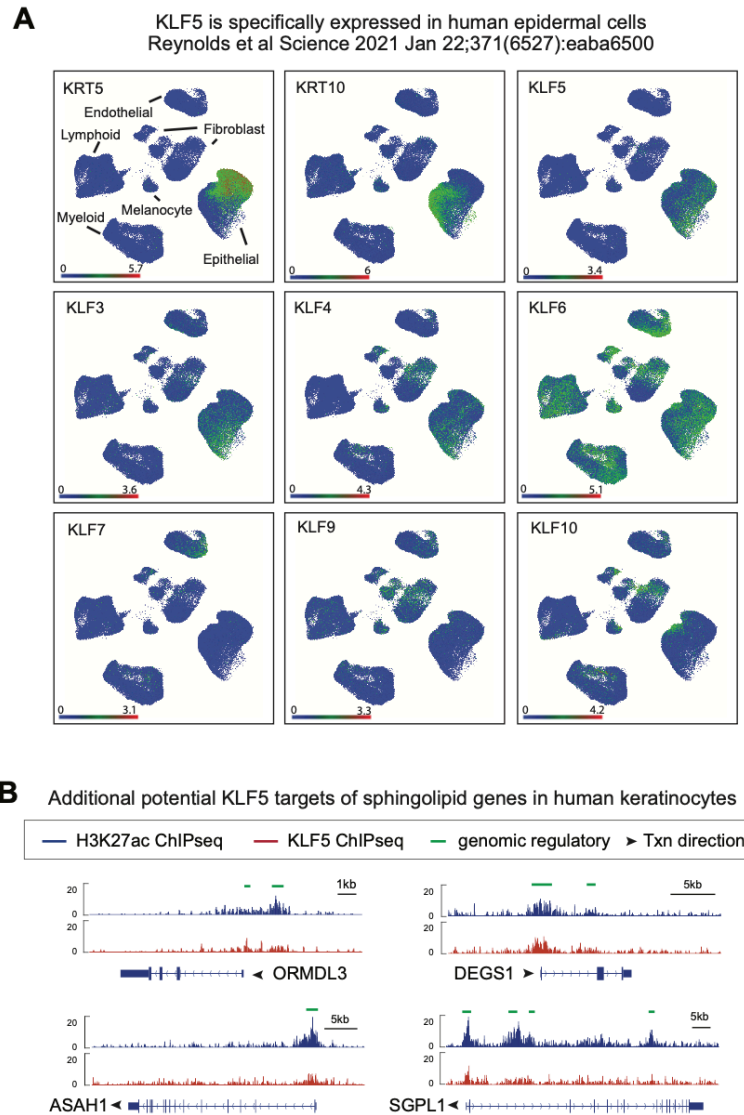 A
KLF5 is specifically expressed in human epidermal cells
Reynolds et al Science 2021 Jan 22;371(6527):eaba6500
KRT5
Endothelial
Lymphoid
Fibroblast
Myeloid
Melanocyte
Epithelial
0 5.7
KRT10
0 6
KLF5
0 3.4
KLF3
0 3.6
KLF4
0 4.3
KLF6
0 5.1
KLF7
0 3.1
KLF9
0 3.3
KLF10
0 4.2
B
Additional potential KLF5 targets of sphingolipid genes in human keratinocytes
H3K27ac ChIPseq KLF5 ChIPseq genomic regulatory Txn direction
20
0
20
0
1kb
ORMDL3
20
0
20
0
5kb
DEGS1
20
0
20
0
5kb
ASAH1
20
0
20
0
5kb
SGPL1